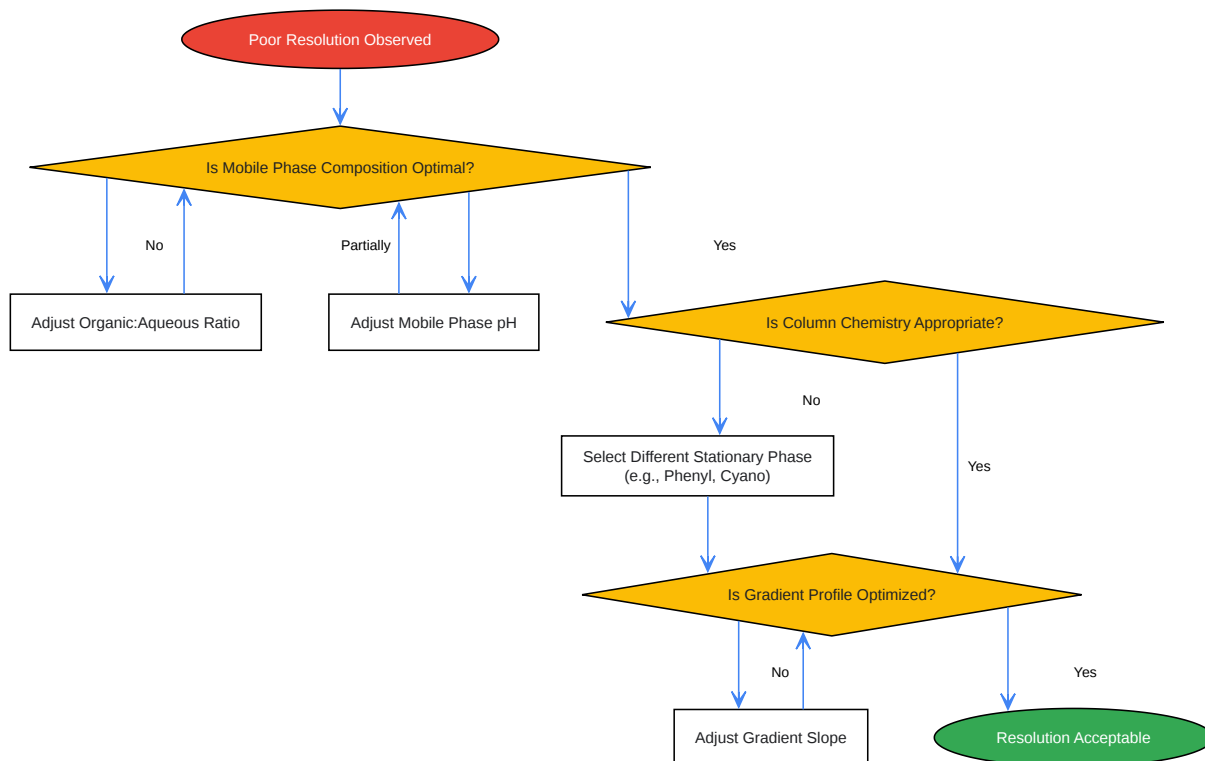 Poor Resolution Observed
Is Mobile Phase Composition Optimal?
No
Partially
Yes
Adjust Organic:Aqueous Ratio
Adjust Mobile Phase pH
Is Column Chemistry Appropriate?
No
Select Different Stationary Phase
(e.g., Phenyl, Cyano)
Yes
Is Gradient Profile Optimized?
No
Yes
Adjust Gradient Slope
Resolution Acceptable